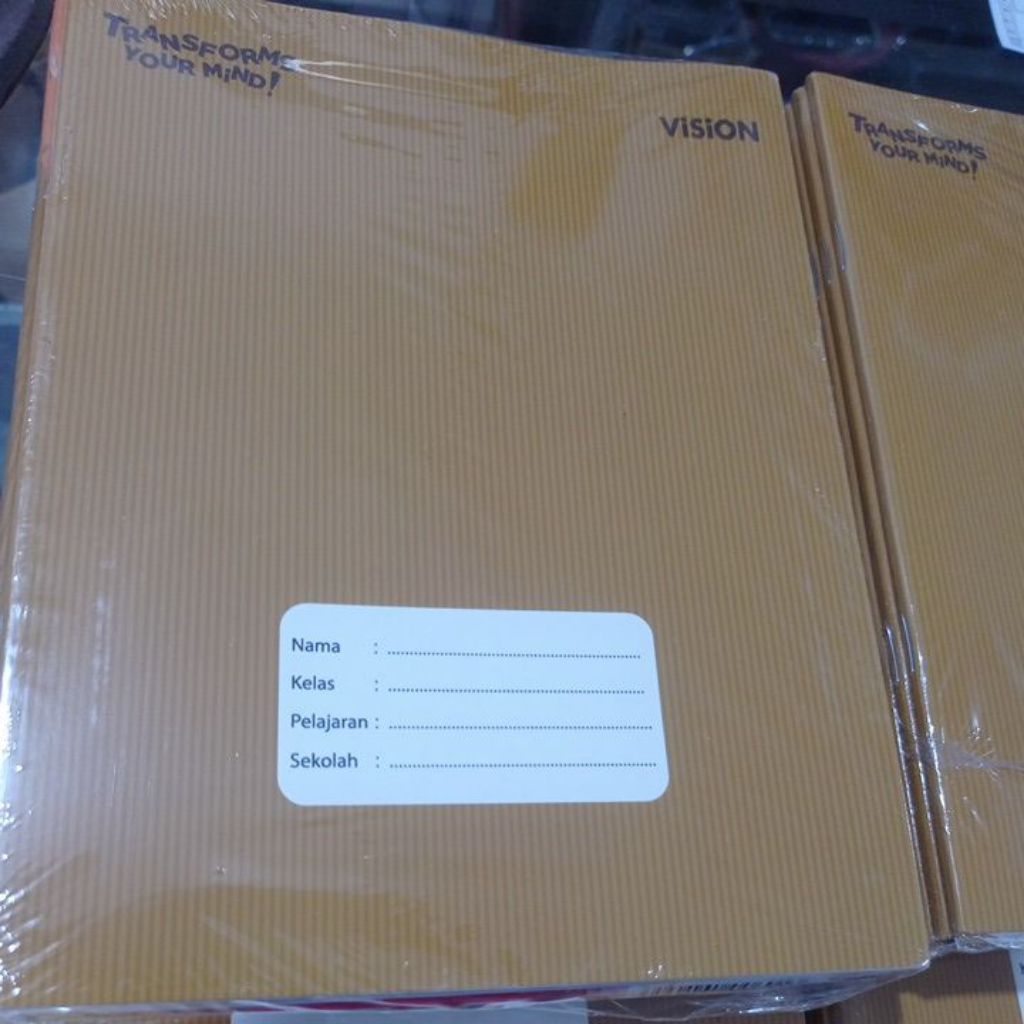 TRANSFORMS
YOUR MiND!
ViSiON
Nama :
Kelas :
Pelajaran :
Sekolah :
TRANSFORMS
YOUR MiND!